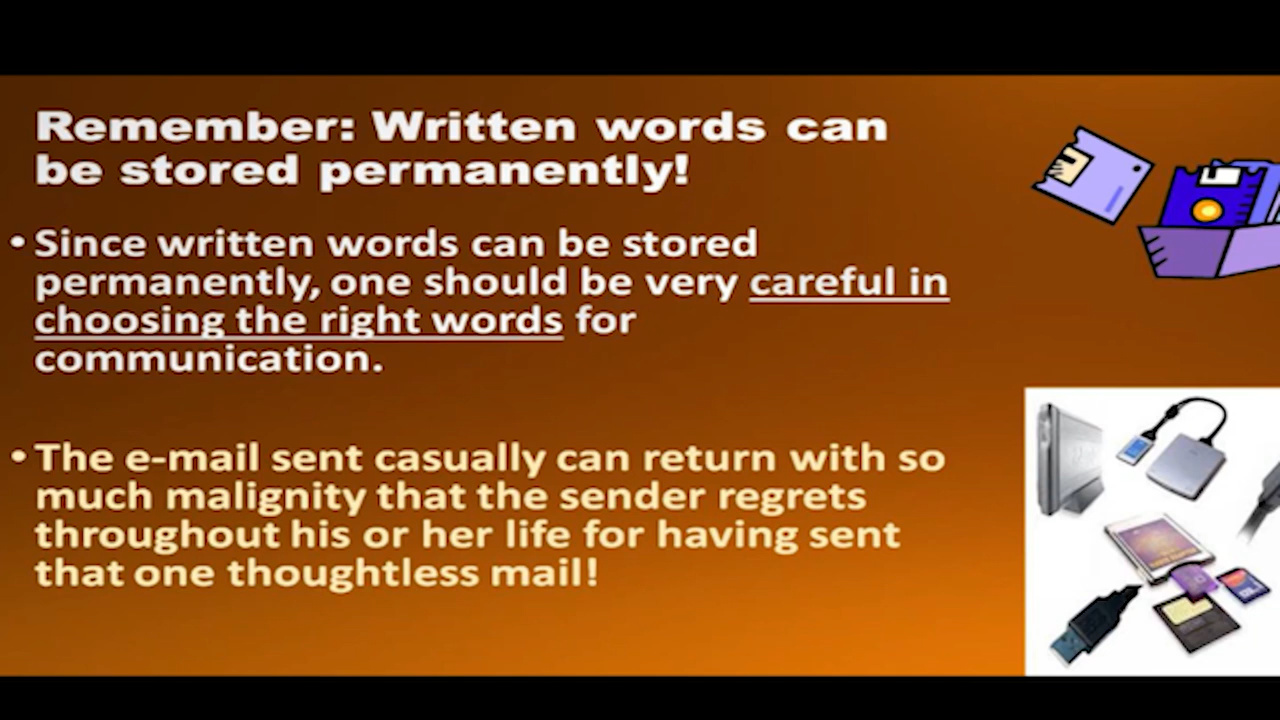 Remember: Written words can
be stored permanently!
• Since written words can be stored
permanently, one should be very careful in
choosing the right words for
communication.
• The e-mail sent casually can return with so
much malignity that the sender regrets
throughout his or her life for having sent
that one thoughtless mail!